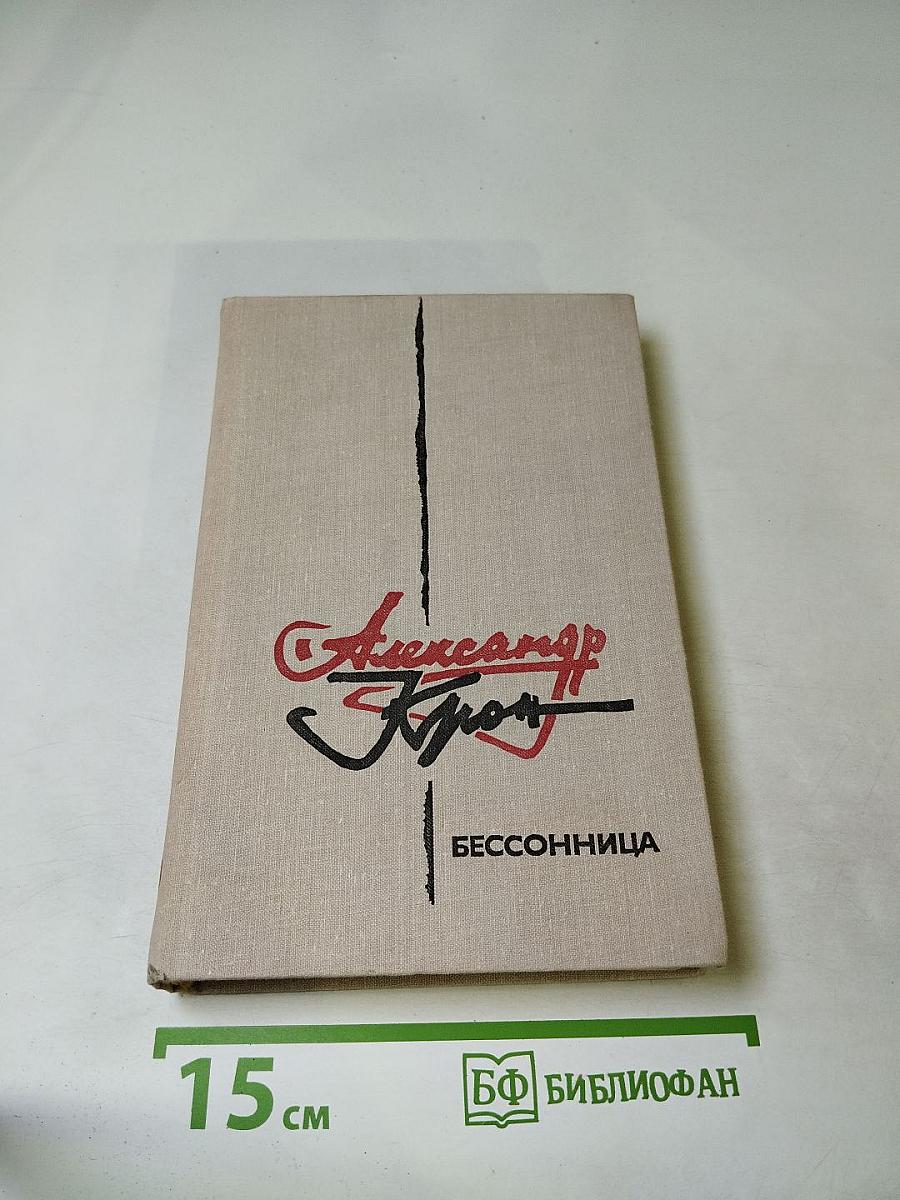 Александр
Крон
БЕССОННИЦА
15 см
БФ БИБЛИОФАН